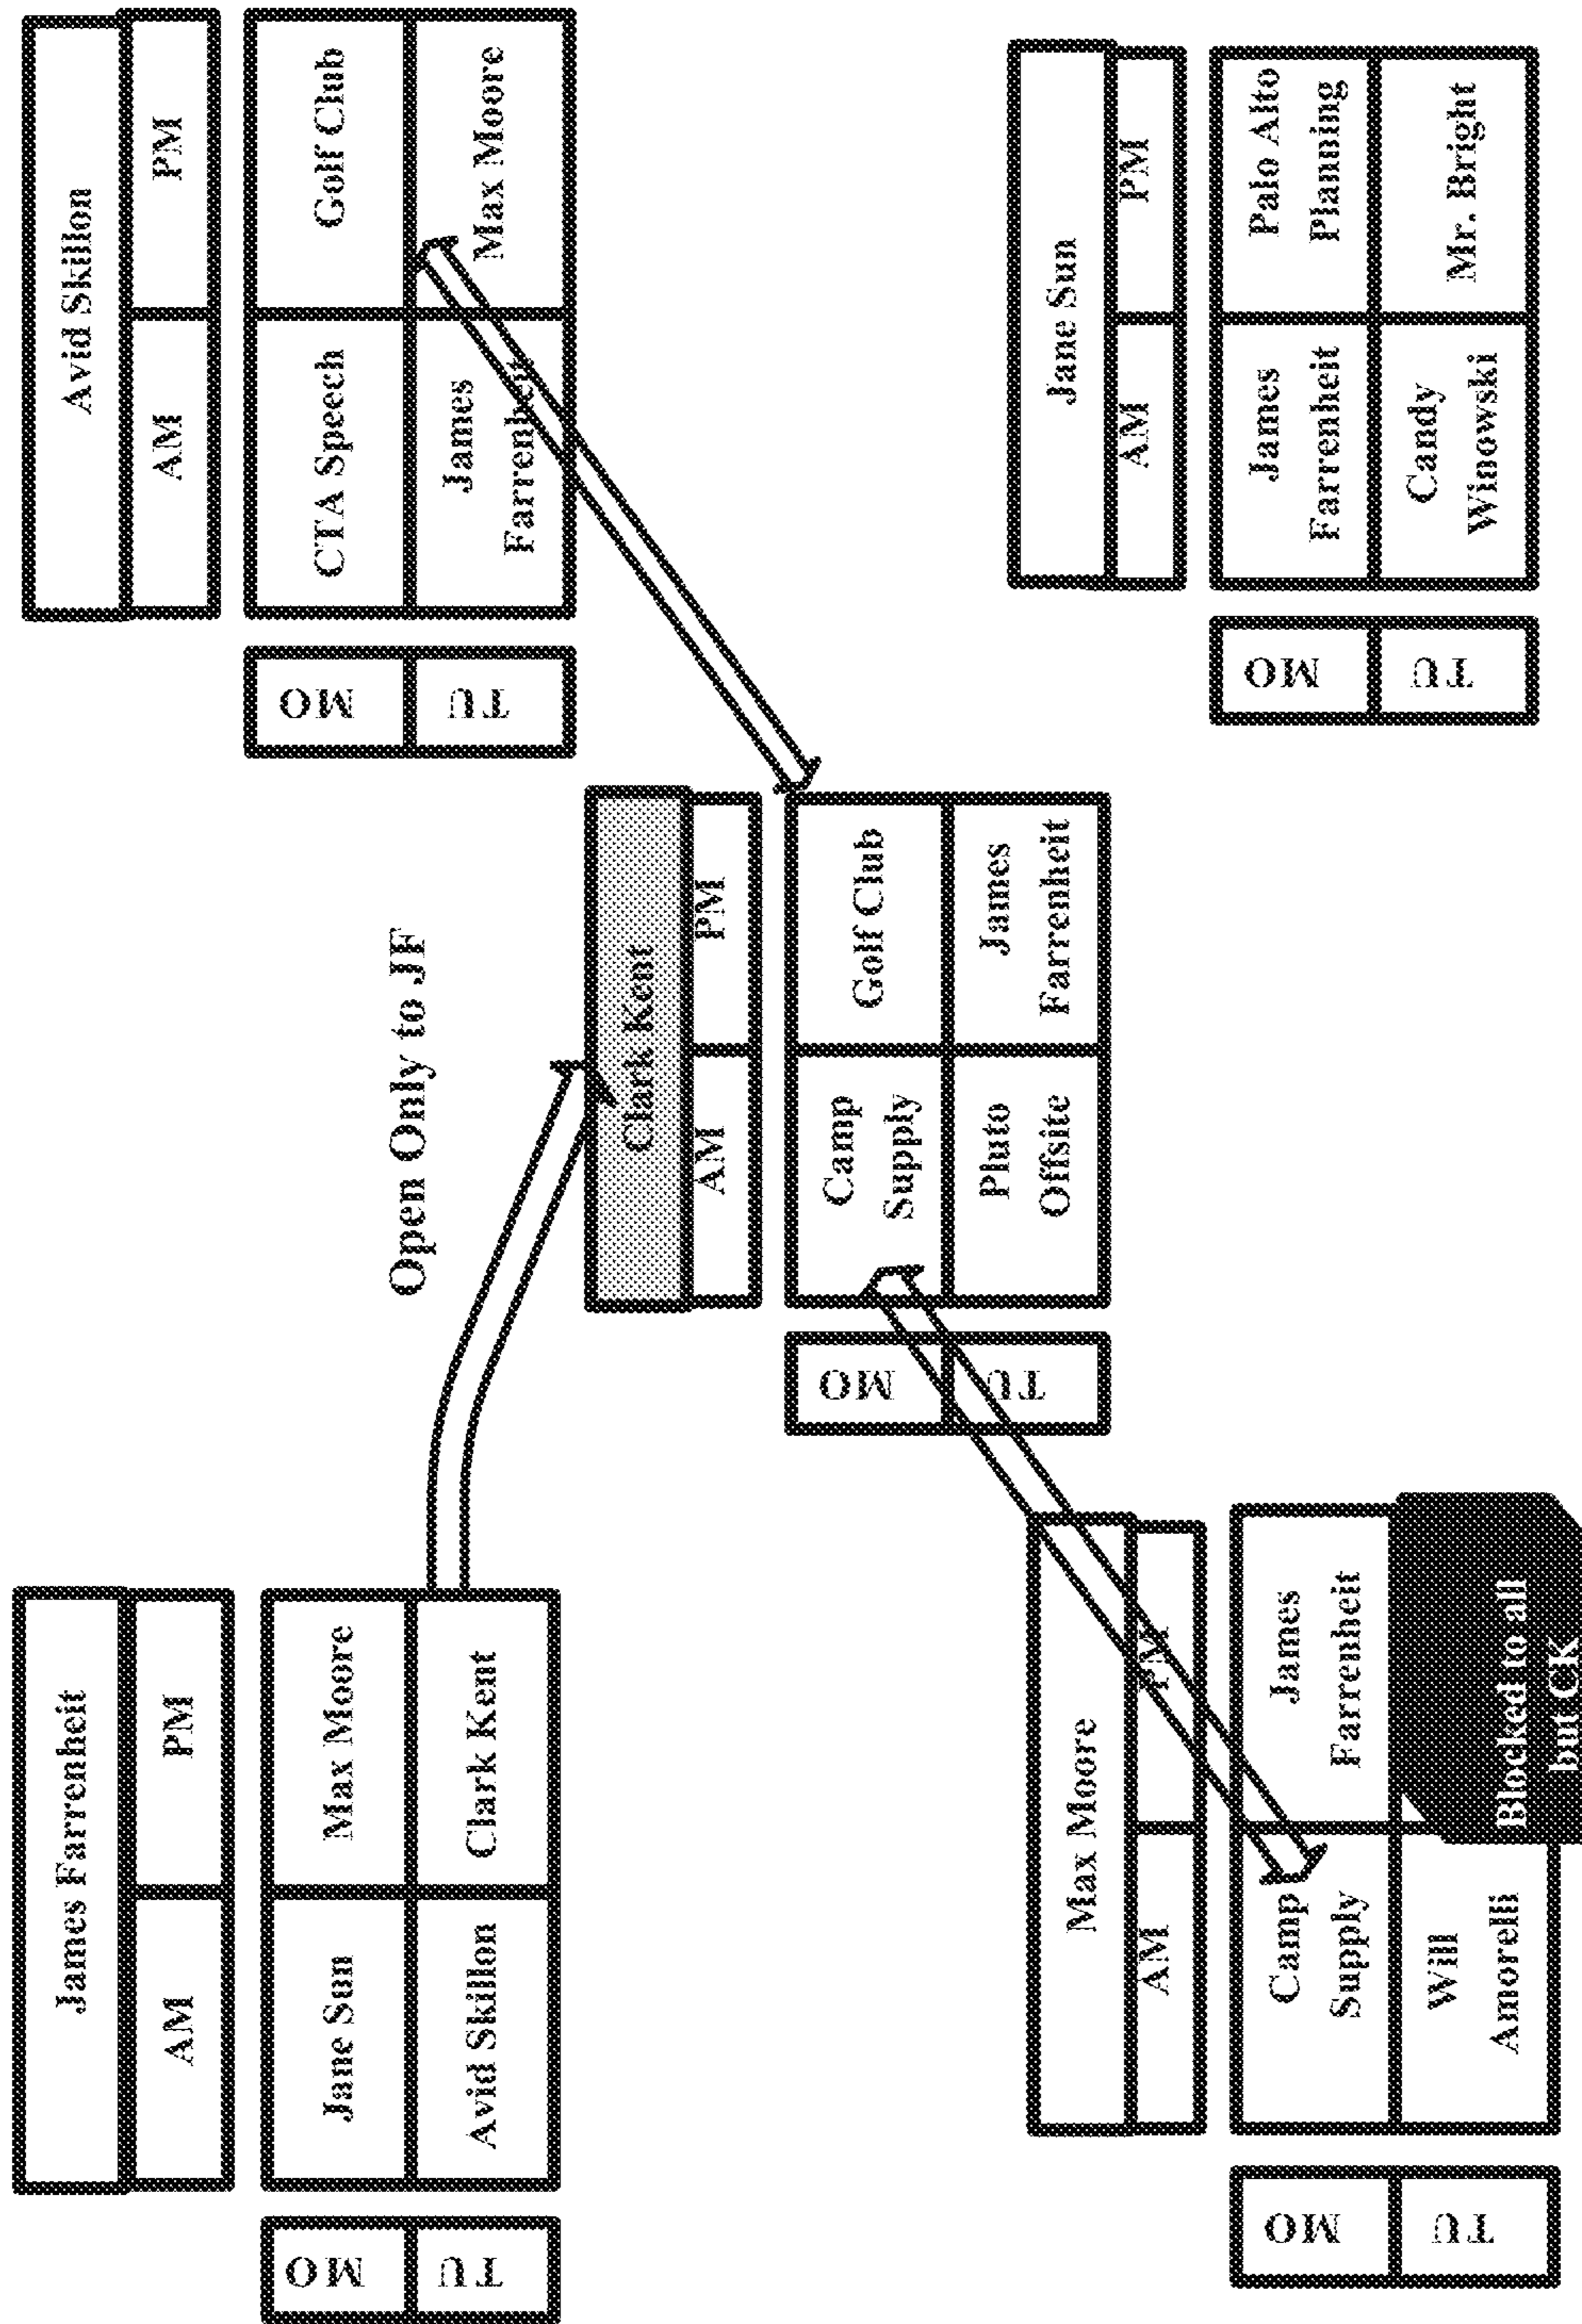 James Farrenheit
AM
PM
MO
TU
Jane Sun
Max Moore
Avid Skillon
Clark Kent
Open Only to JF
Avid Skillon
AM
PM
MO
TU
CTA Speech
Golf Club
James
Farrenheit
Max Moore
Clark Kent
AM
PM
MO
TU
Camp
Supply
Golf Club
Pluto
Offsite
James
Farrenheit
Max Moore
AM
PM
MO
TU
Camp
Supply
James
Farrenheit
Will
Amorelli
Blocked to all
but CK
Jane Sun
AM
PM
MO
TU
James
Farrenheit
Palo Alto
Planning
Candy
Winowski
Mr. Bright